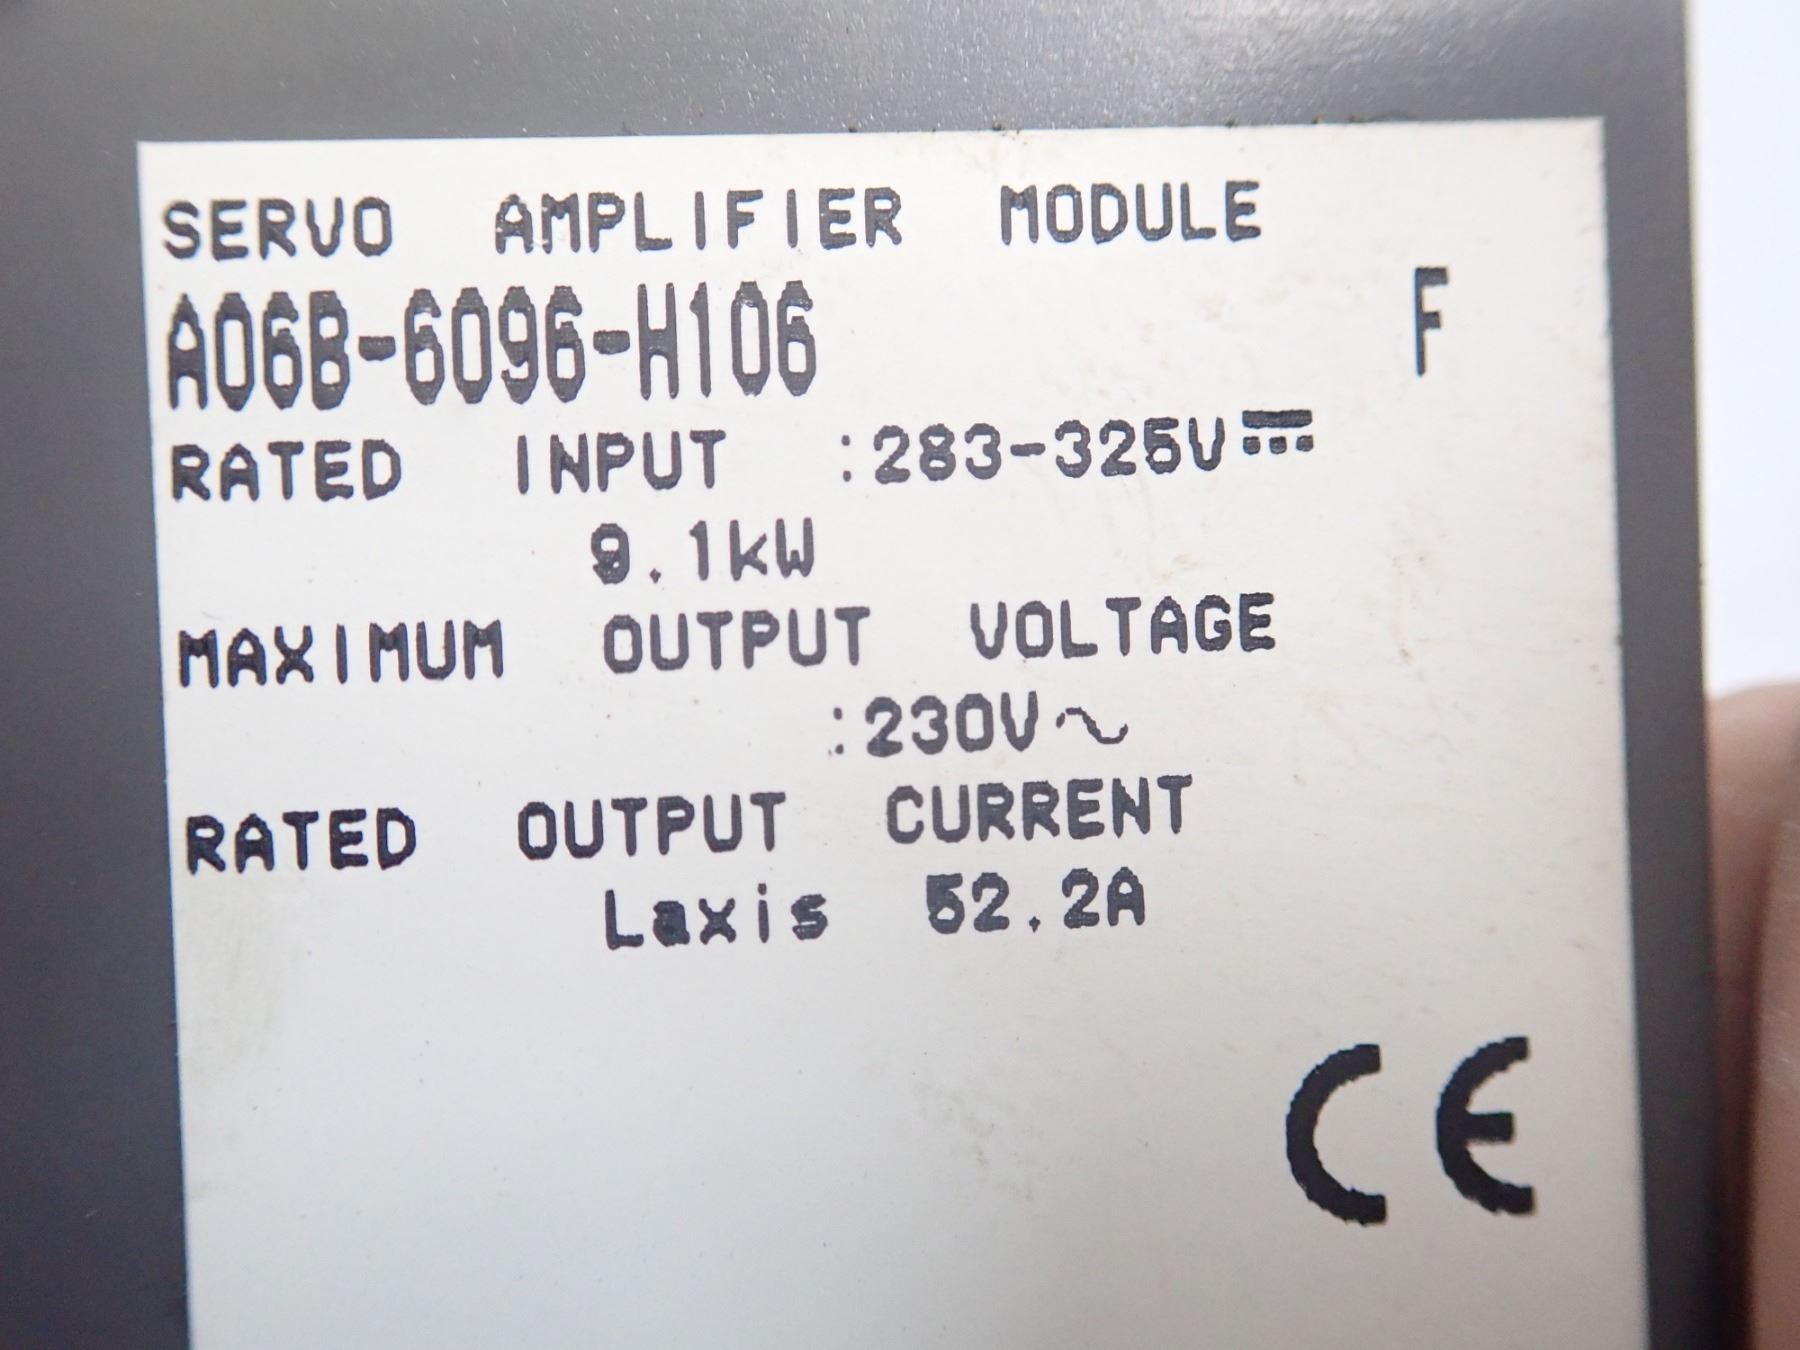 SERVO AMPLIFIER MODULE
A06B-6096-H106 F
RATED INPUT :283-325V⎓
9.1kW
MAXIMUM OUTPUT VOLTAGE
:230V~
RATED OUTPUT CURRENT
Laxis 52.2A
CE